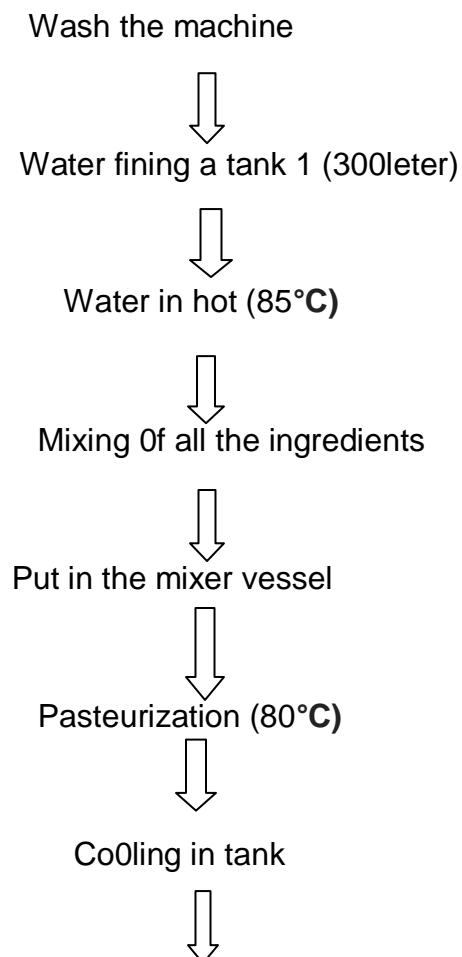 Wash the machine
Water fining a tank 1 (300leter)
Water in hot (85°C)
Mixing 0f all the ingredients
Put in the mixer vessel
Pasteurization (80°C)
Co0ling in tank